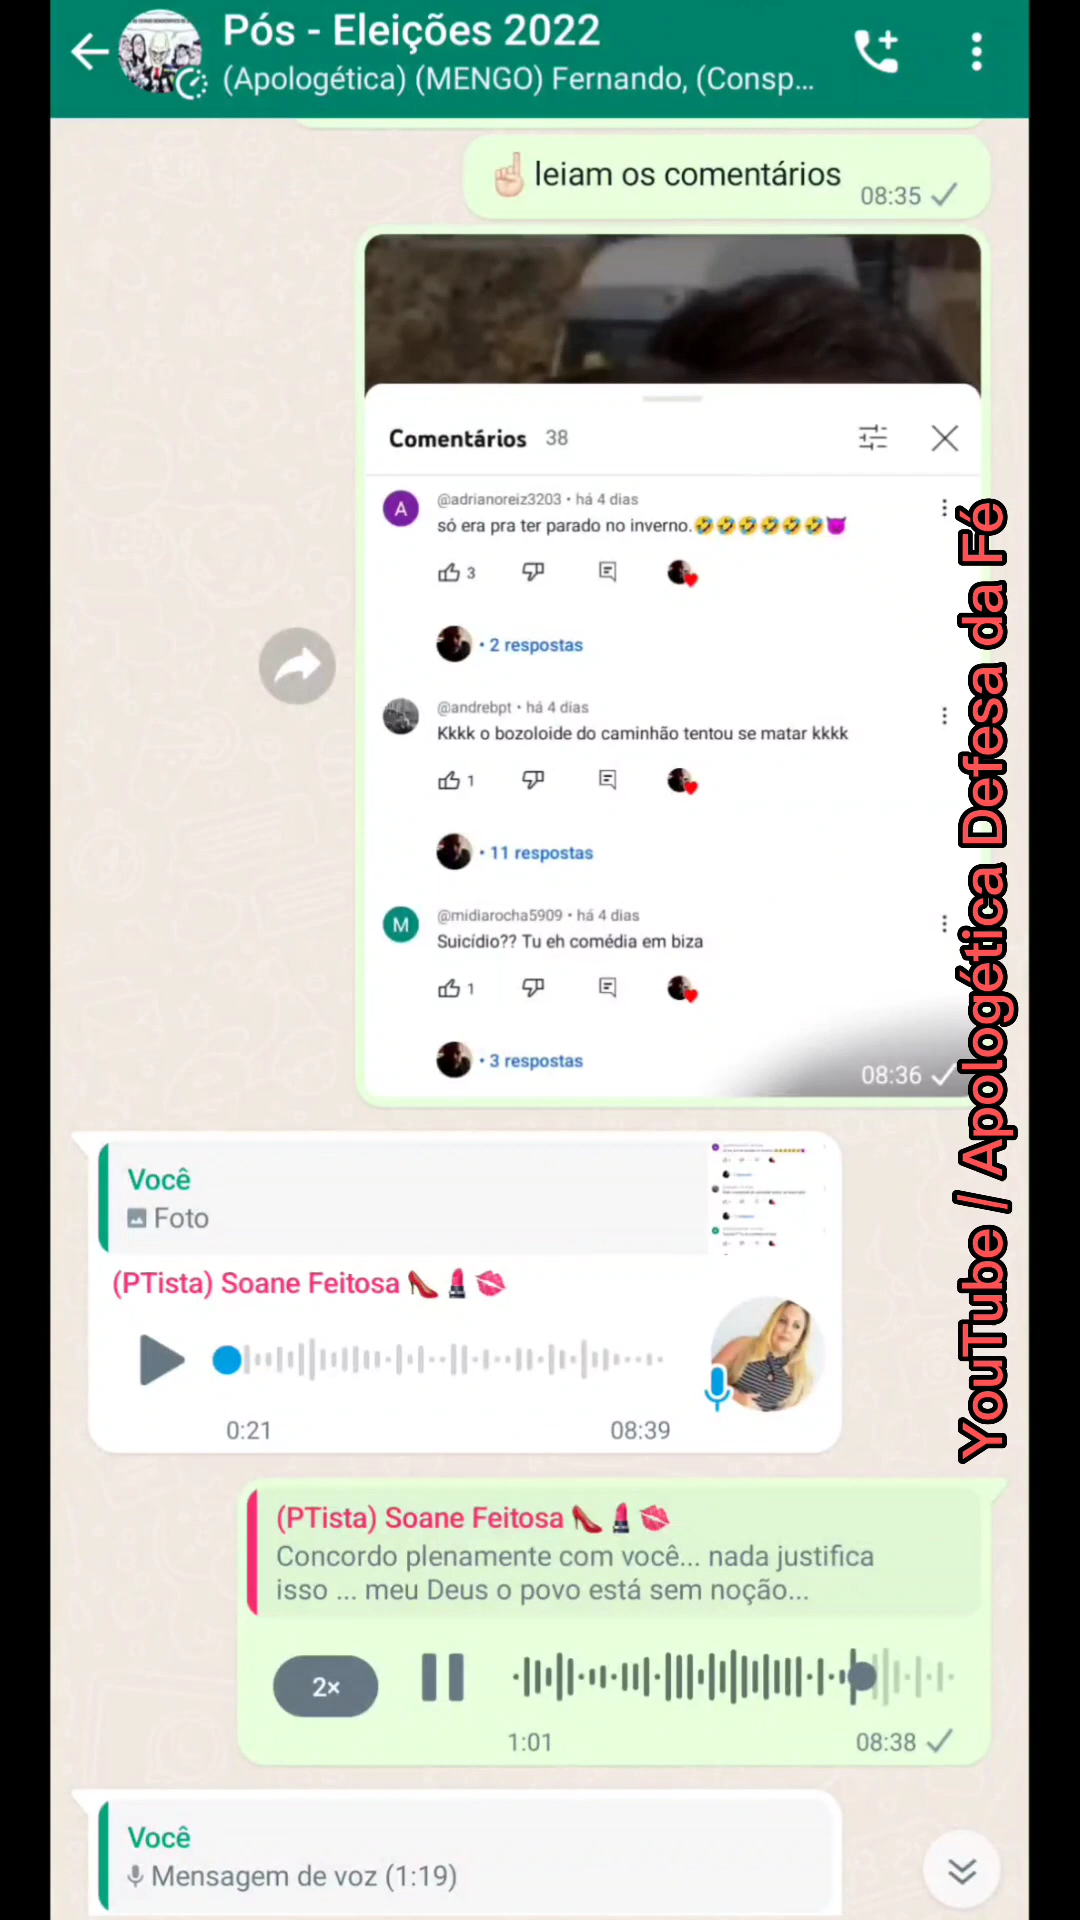 Pós - Eleições 2022
(Apologética) (MENGO) Fernando, (Consp...
☝🏻 leiam os comentários
08:35
Comentários 38
A
@adrianoreiz3203 • há 4 dias
só era pra ter parado no inverno.🤣🤣🤣🤣🤣🤣😈
3
• 2 respostas
@andrebpt • há 4 dias
Kkkk o bozoloide do caminhão tentou se matar kkkk
1
• 11 respostas
M
@midiarocha5909 • há 4 dias
Suicídio?? Tu eh comédia em biza
1
• 3 respostas
08:36
YouTube / Apologética Defesa da Fé
Você
Foto
(PTista) Soane Feitosa 👠💄💋
0:21
08:39
(PTista) Soane Feitosa 👠💄💋
Concordo plenamente com você... nada justifica
isso ... meu Deus o povo está sem noção...
2×
1:01
08:38
Você
Mensagem de voz (1:19)